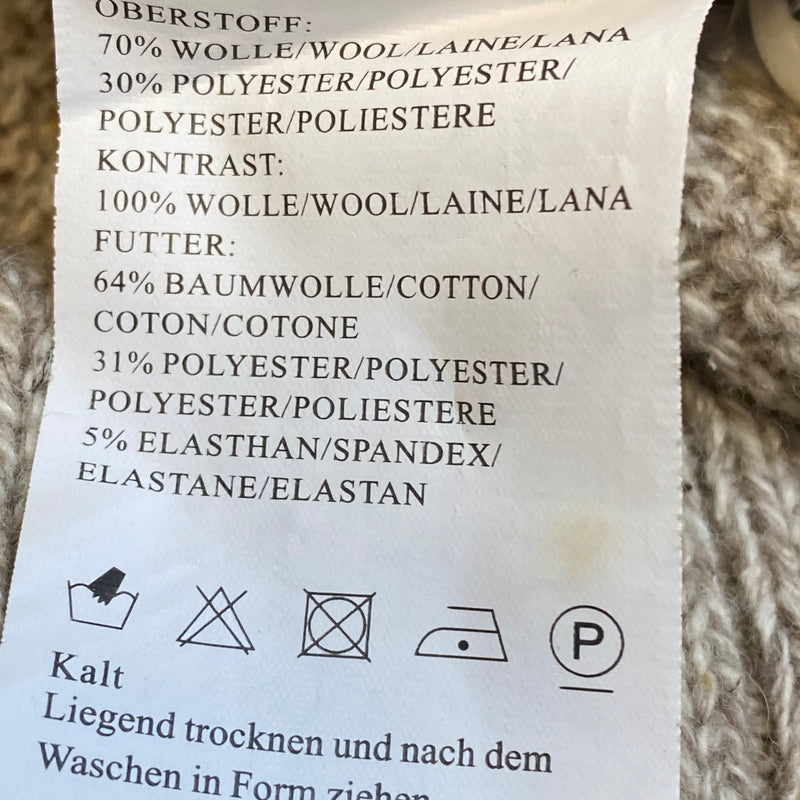 OBERSTOFF:
70% WOLLE/WOOL/LAINE/LANA
30% POLYESTER/POLYESTER/
POLYESTER/POLIESTERE
KONTRAST:
100% WOLLE/WOOL/LAINE/LANA
FUTTER:
64% BAUMWOLLE/COTTON/
COTON/COTONE
31% POLYESTER/POLYESTER/
POLYESTER/POLIESTERE
5% ELASTHAN/SPANDEX/
ELASTANE/ELASTAN
P
Kalt
Liegend trocknen und nach dem
Waschen in Form ziehen